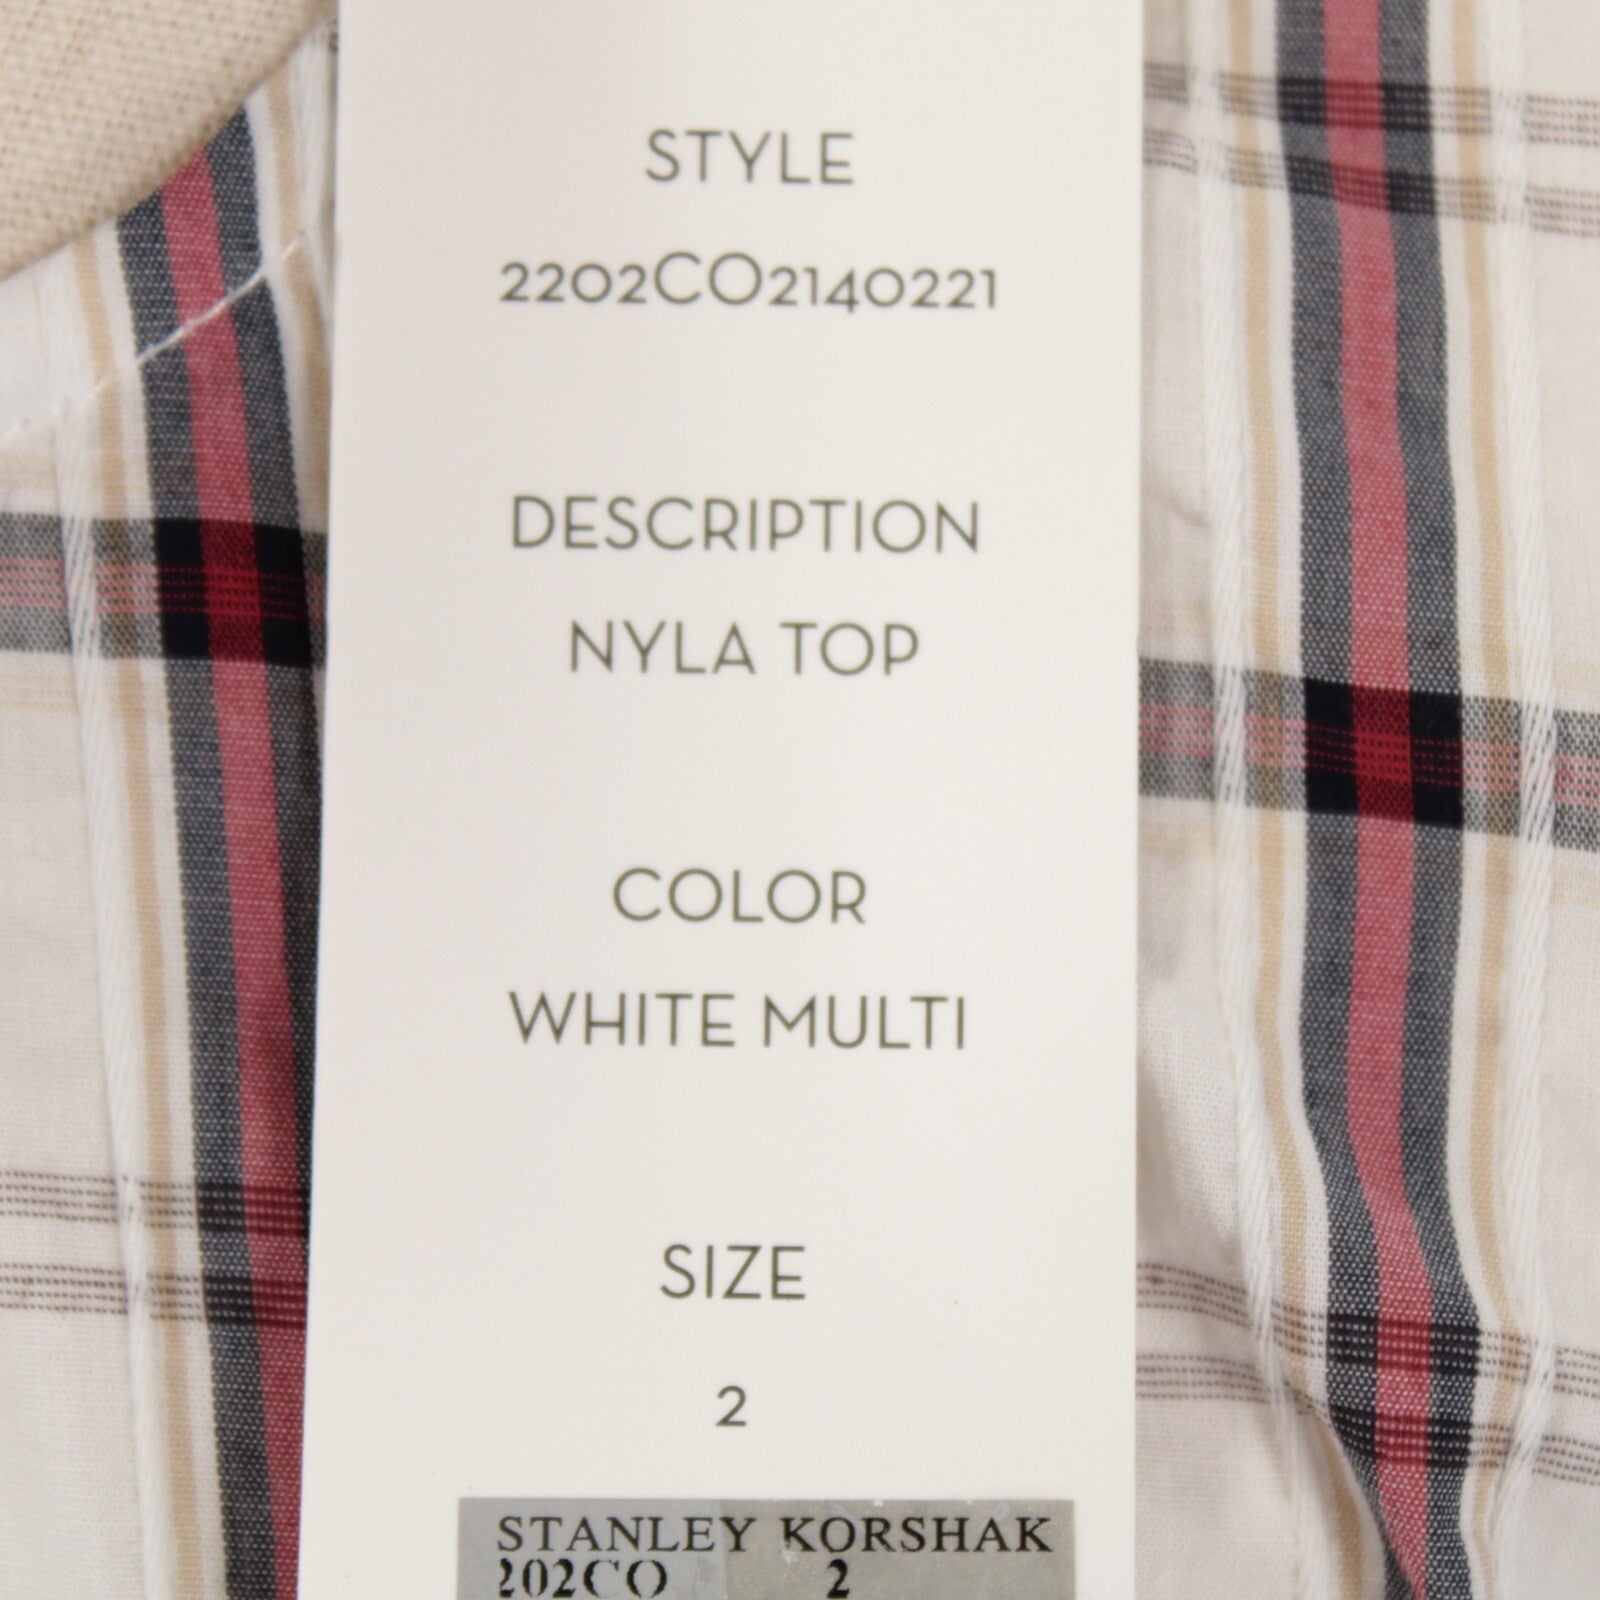 STYLE
2202CO2140221
DESCRIPTION
NYLA TOP
COLOR
WHITE MULTI
SIZE
2
STANLEY KORSHAK
202CO 2